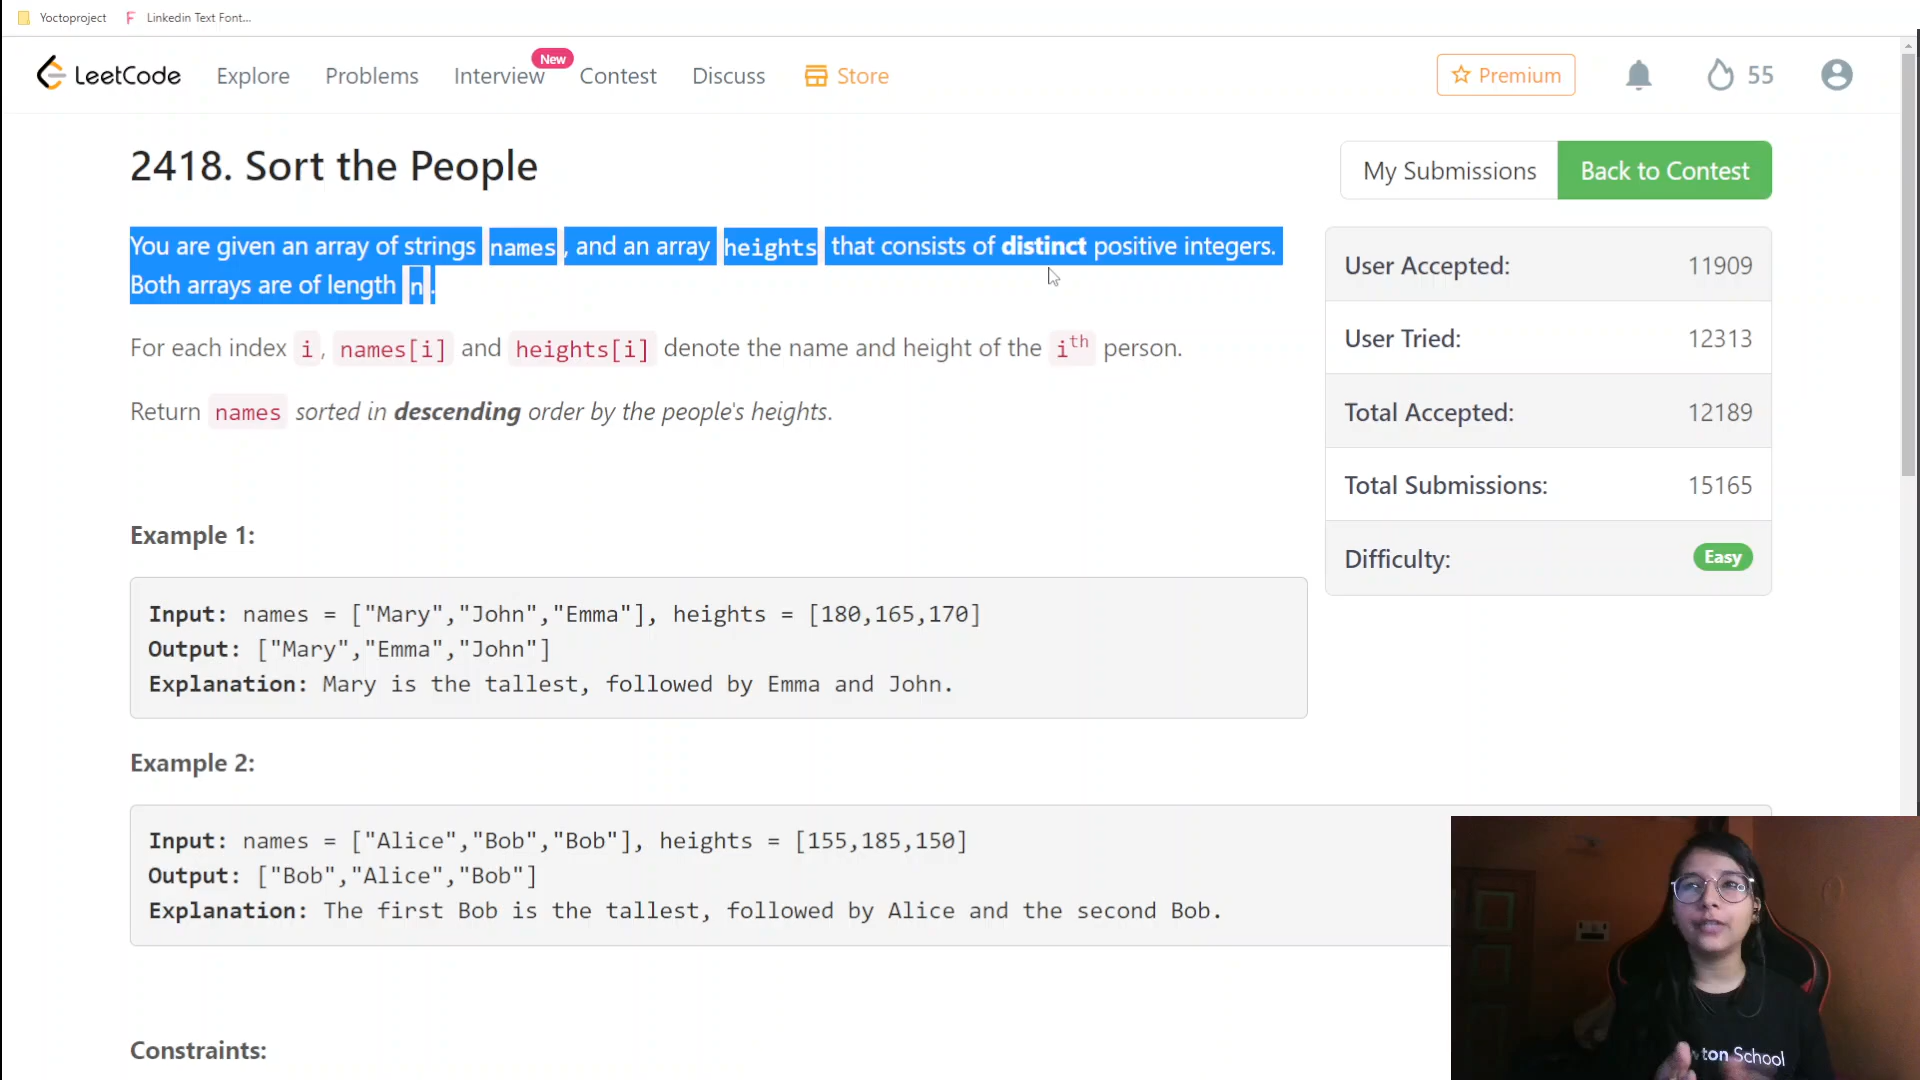 Yoctoproject Linkedin Text Font...
LeetCode Explore Problems Interview New Contest Discuss Store Premium 55
2418. Sort the People
My Submissions Back to Contest
You are given an array of strings names, and an array heights that consists of distinct positive integers.
Both arrays are of length n.
For each index i, names[i] and heights[i] denote the name and height of the ith person.
Return names sorted in descending order by the people's heights.
User Accepted: 11909
User Tried: 12313
Total Accepted: 12189
Total Submissions: 15165
Difficulty: Easy
Example 1:
Input: names = ["Mary","John","Emma"], heights = [180,165,170]
Output: ["Mary","Emma","John"]
Explanation: Mary is the tallest, followed by Emma and John.
Example 2:
Input: names = ["Alice","Bob","Bob"], heights = [155,185,150]
Output: ["Bob","Alice","Bob"]
Explanation: The first Bob is the tallest, followed by Alice and the second Bob.
Constraints:
ton School